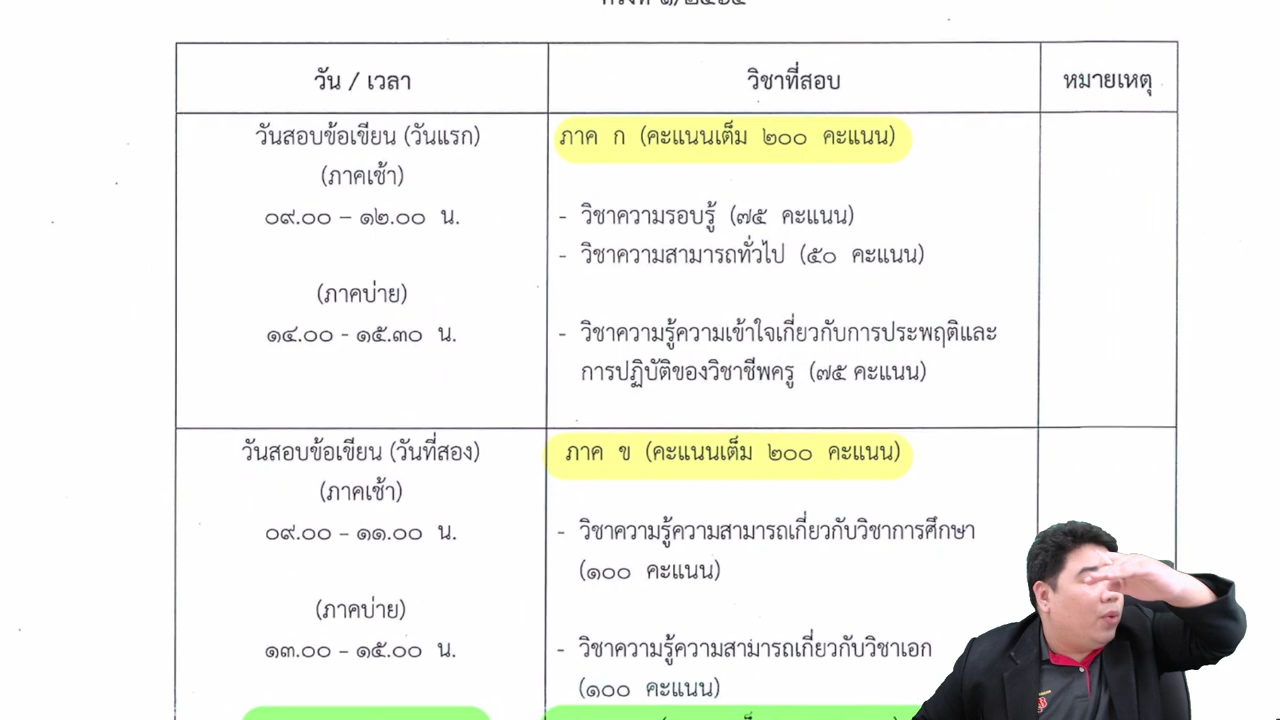 วัน / เวลา
วิชาที่สอบ
หมายเหตุ
วันสอบข้อเขียน (วันแรก)
(ภาคเช้า)
๐๙.๐๐ – ๑๒.๐๐ น.
(ภาคบ่าย)
๑๔.๐๐ - ๑๕.๓๐ น.
ภาค ก (คะแนนเต็ม ๒๐๐ คะแนน)
- วิชาความรอบรู้ (๗๕ คะแนน)
- วิชาความสามารถทั่วไป (๕๐ คะแนน)
- วิชาความรู้ความเข้าใจเกี่ยวกับการประพฤติและ
การปฏิบัติของวิชาชีพครู (๗๕ คะแนน)
วันสอบข้อเขียน (วันที่สอง)
(ภาคเช้า)
๐๙.๐๐ – ๑๑.๐๐ น.
(ภาคบ่าย)
๑๓.๐๐ – ๑๕.๐๐ น.
ภาค ข (คะแนนเต็ม ๒๐๐ คะแนน)
- วิชาความรู้ความสามารถเกี่ยวกับวิชาการศึกษา
(๑๐๐ คะแนน)
- วิชาความรู้ความสามารถเกี่ยวกับวิชาเอก
(๑๐๐ คะแนน)